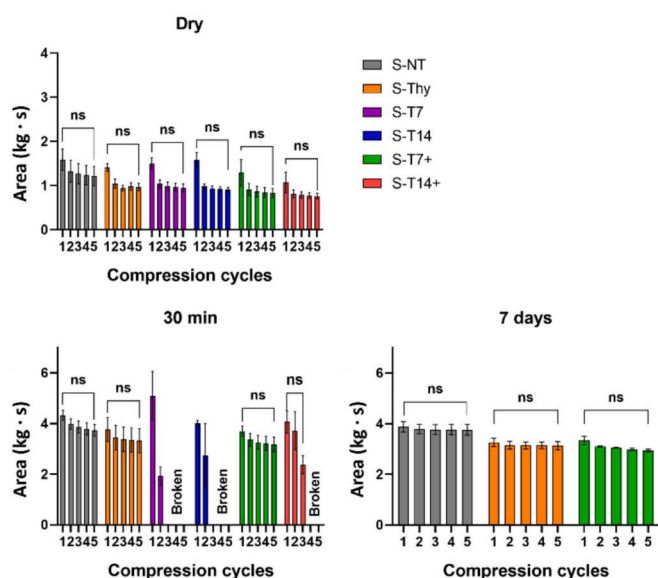 Dry
Area (kg · s)
4
3
2
1
0
ns ns ns ns ns ns
12345 12345 12345 12345 12345 12345
Compression cycles
S-NT
S-Thy
S-T7
S-T14
S-T7+
S-T14+
30 min
Area (kg · s)
6
4
2
0
ns ns ns ns
Broken Broken Broken
12345 12345 12345 12345 12345 12345
Compression cycles
7 days
Area (kg · s)
6
4
2
0
ns ns ns
1 2 3 4 5 1 2 3 4 5 1 2 3 4 5
Compression cycles